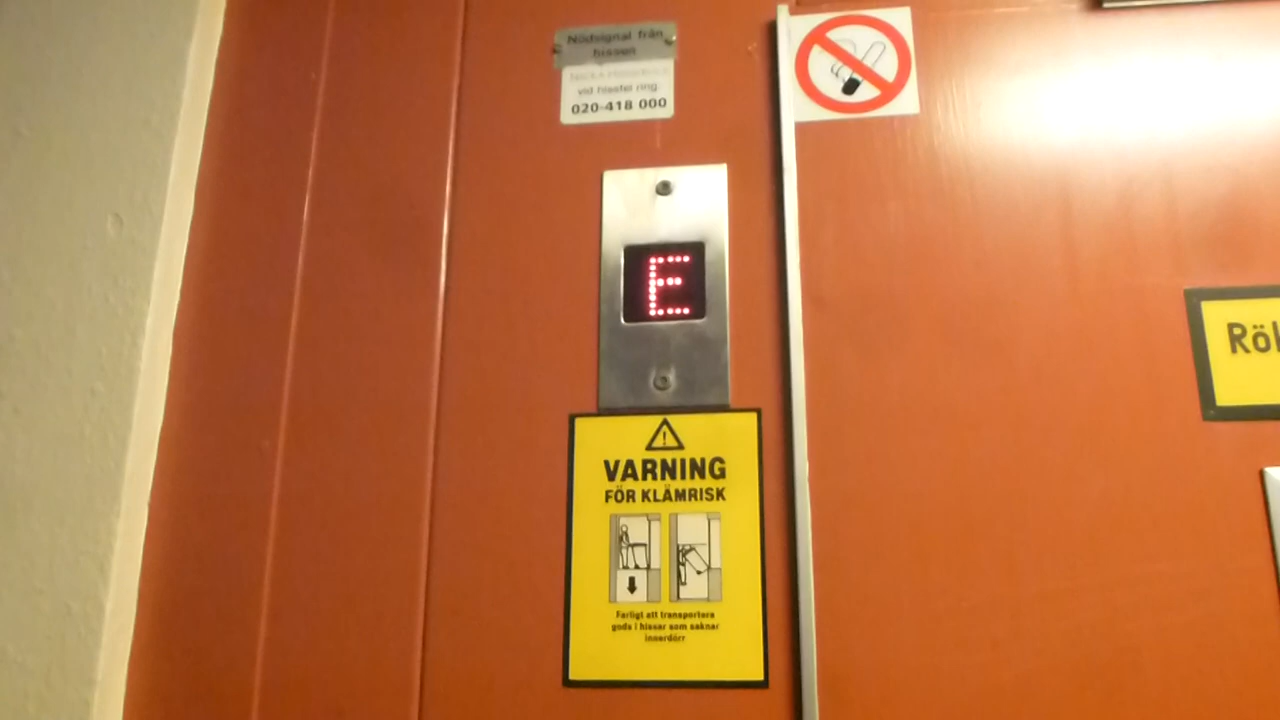 Nödsignal från
hissen
vid hissfel ring
020-418 000
E
VARNING
FÖR KLÄMRISK
Farligt att transportera
gods i hissar som saknar
innerdörr
Rök